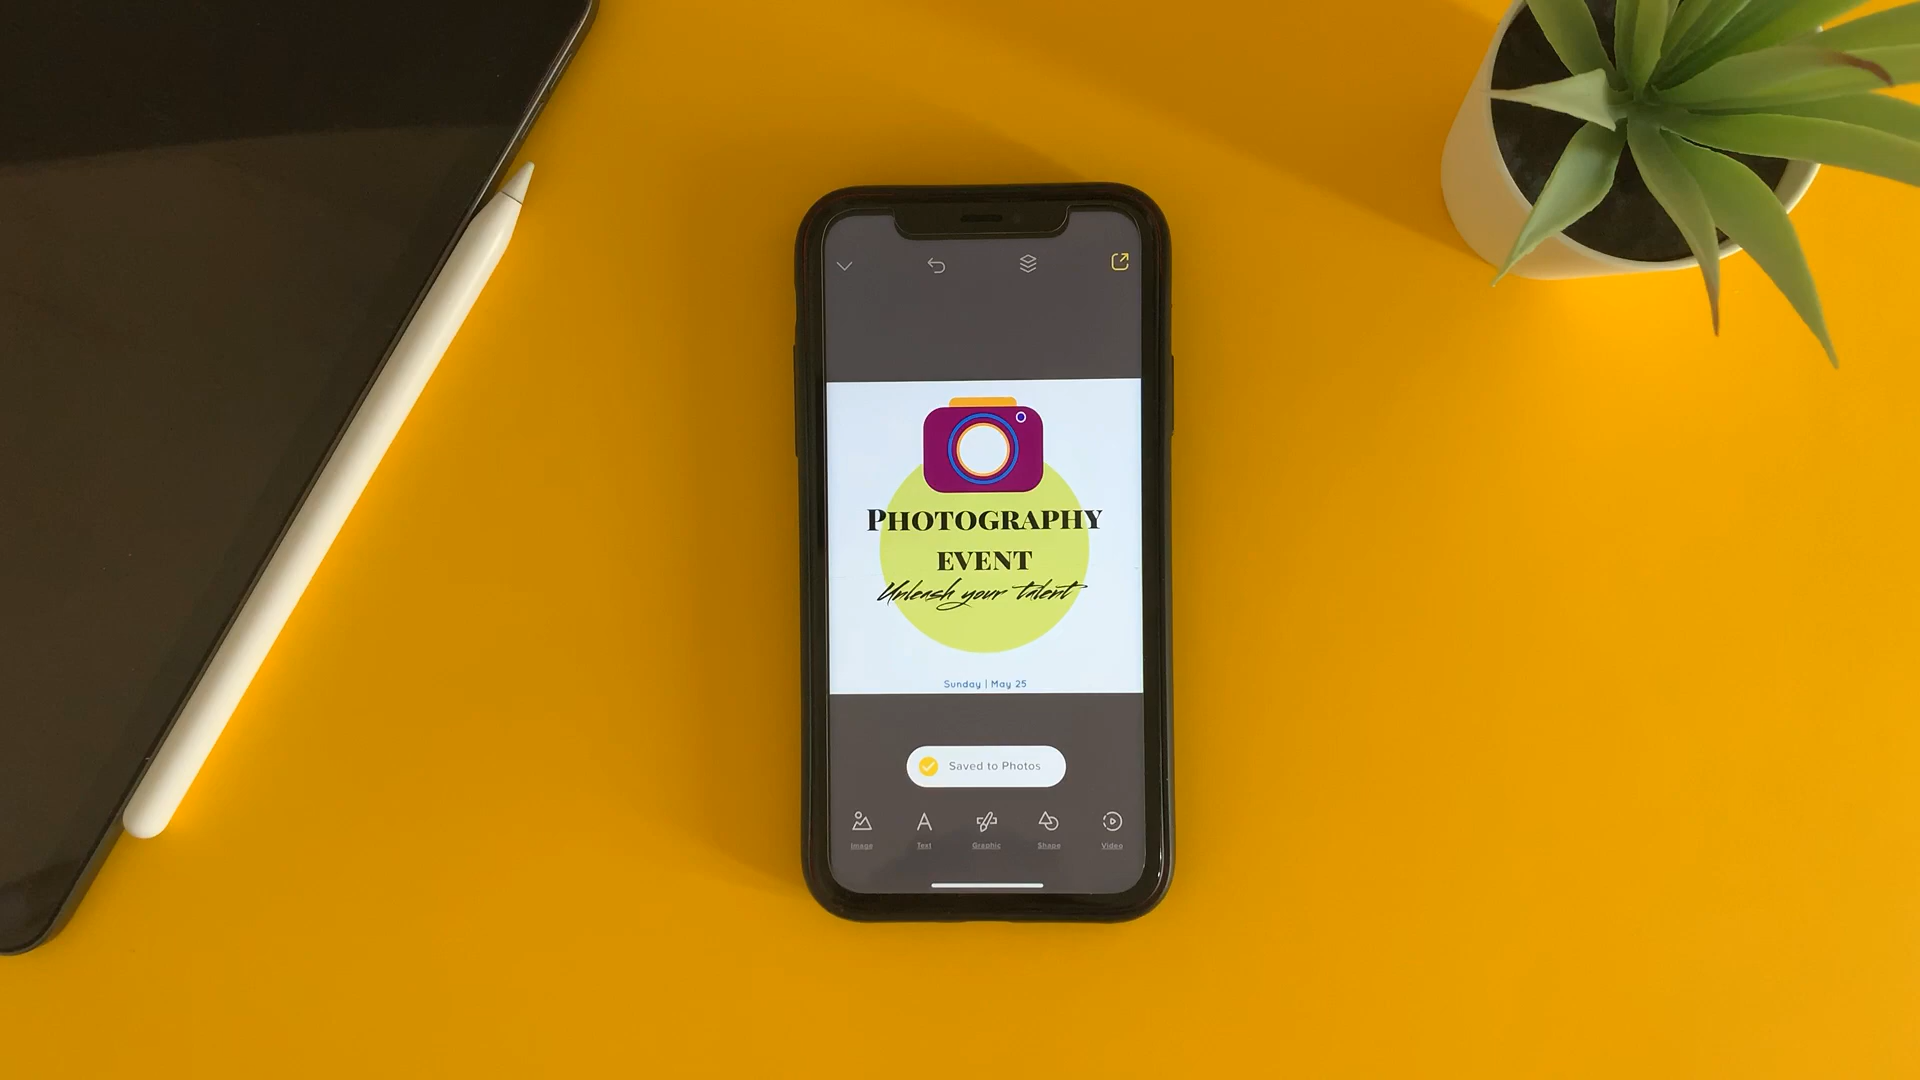 PHOTOGRAPHY
EVENT
Unleash your talent
Sunday | May 25
Saved to Photos
Image Text Graphic Shape Video